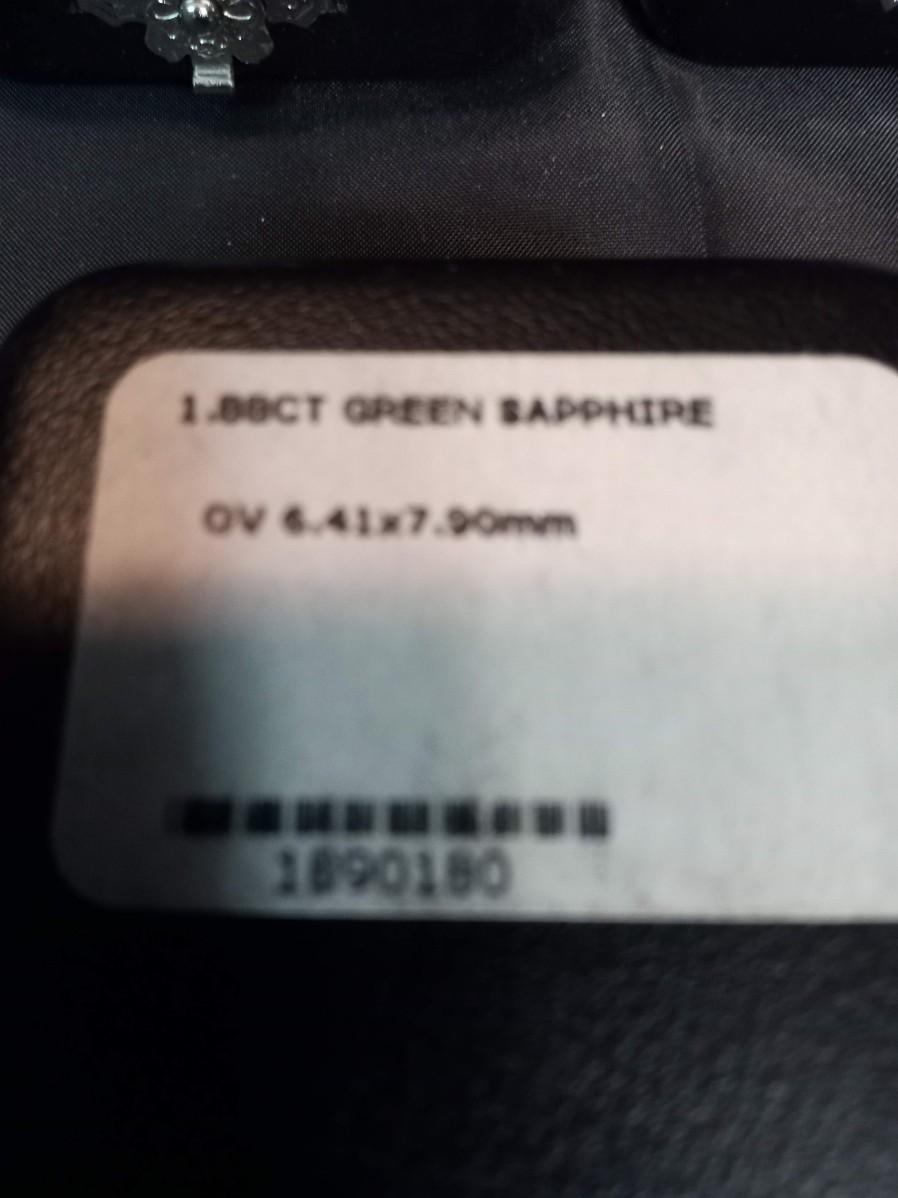 1.88CT GREEN SAPPHIRE
OV 6.41x7.90mm
1890180